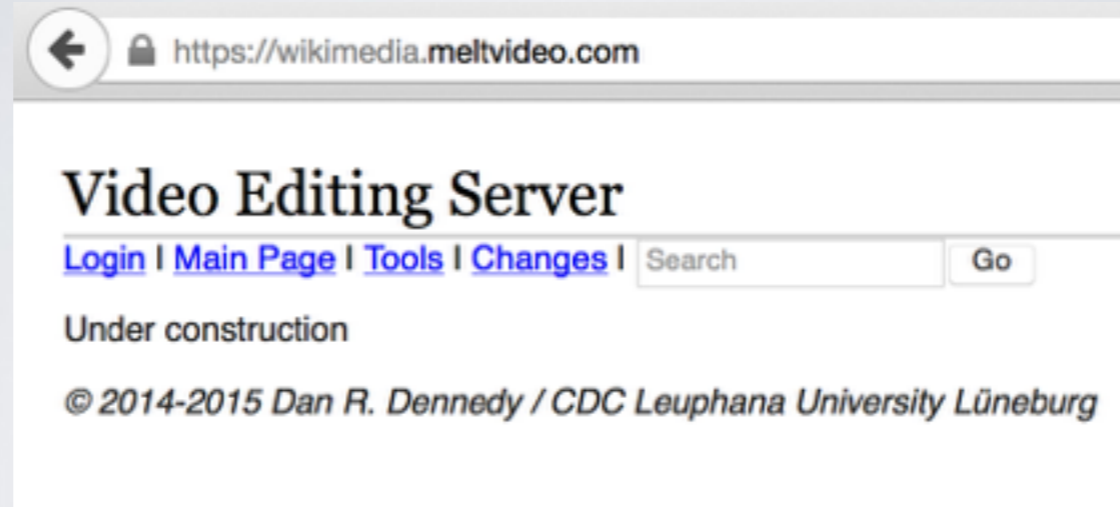 https://wikimedia.meltvideo.com
Video Editing Server
Login | Main Page | Tools | Changes | Search Go
Under construction
© 2014-2015 Dan R. Dennedy / CDC Leuphana University Lüneburg